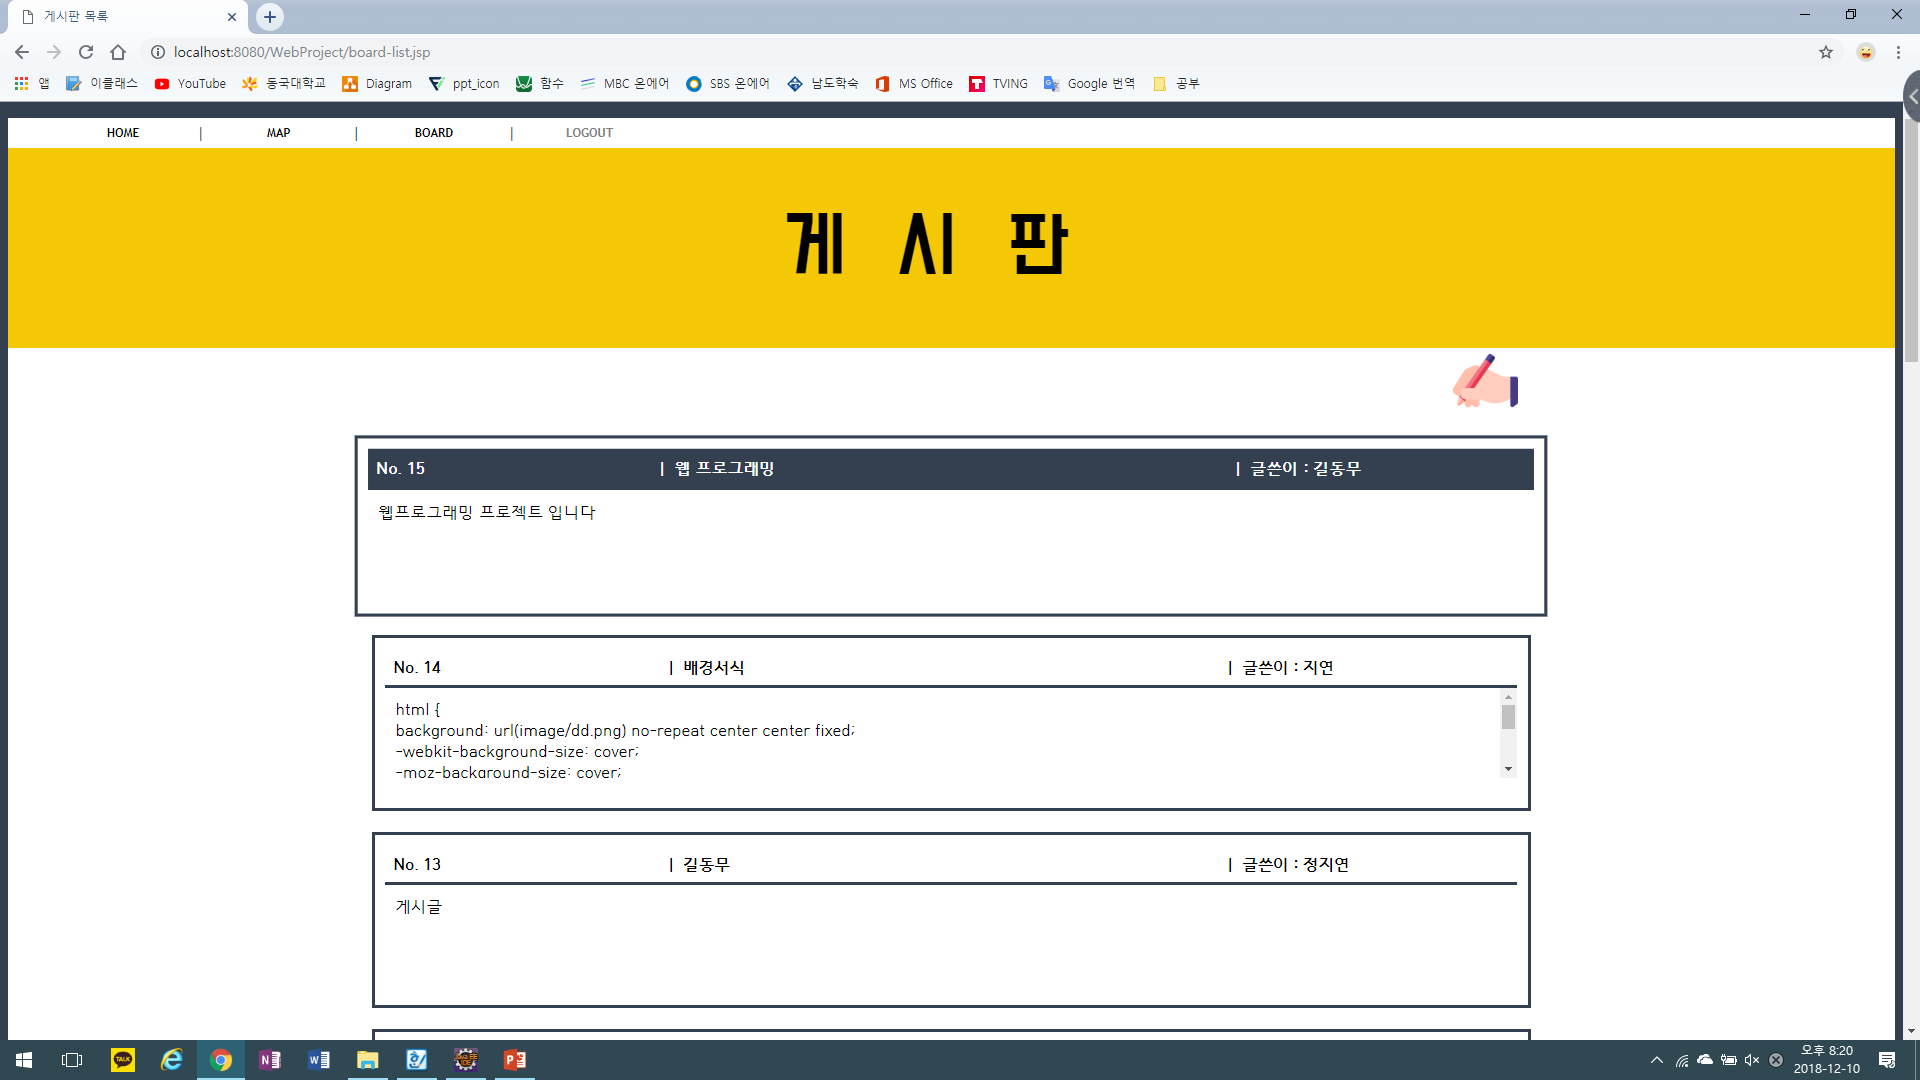 게시판 목록
localhost:8080/WebProject/board-list.jsp
앱 이클래스 YouTube 동국대학교 Diagram ppt_icon 함수 MBC 온에어 SBS 온에어 남도학숙 MS Office TVING Google 번역 공부
HOME | MAP | BOARD | LOGOUT
게 시 판
No. 15 | 웹 프로그래밍 | 글쓴이 : 길동무
웹프로그래밍 프로젝트 입니다
No. 14 | 배경서식 | 글쓴이 : 지연
html {
background: url(image/dd.png) no-repeat center center fixed;
-webkit-background-size: cover;
-moz-background-size: cover;
No. 13 | 길동무 | 글쓴이 : 정지연
게시글
TALK
오후 8:20
2018-12-10